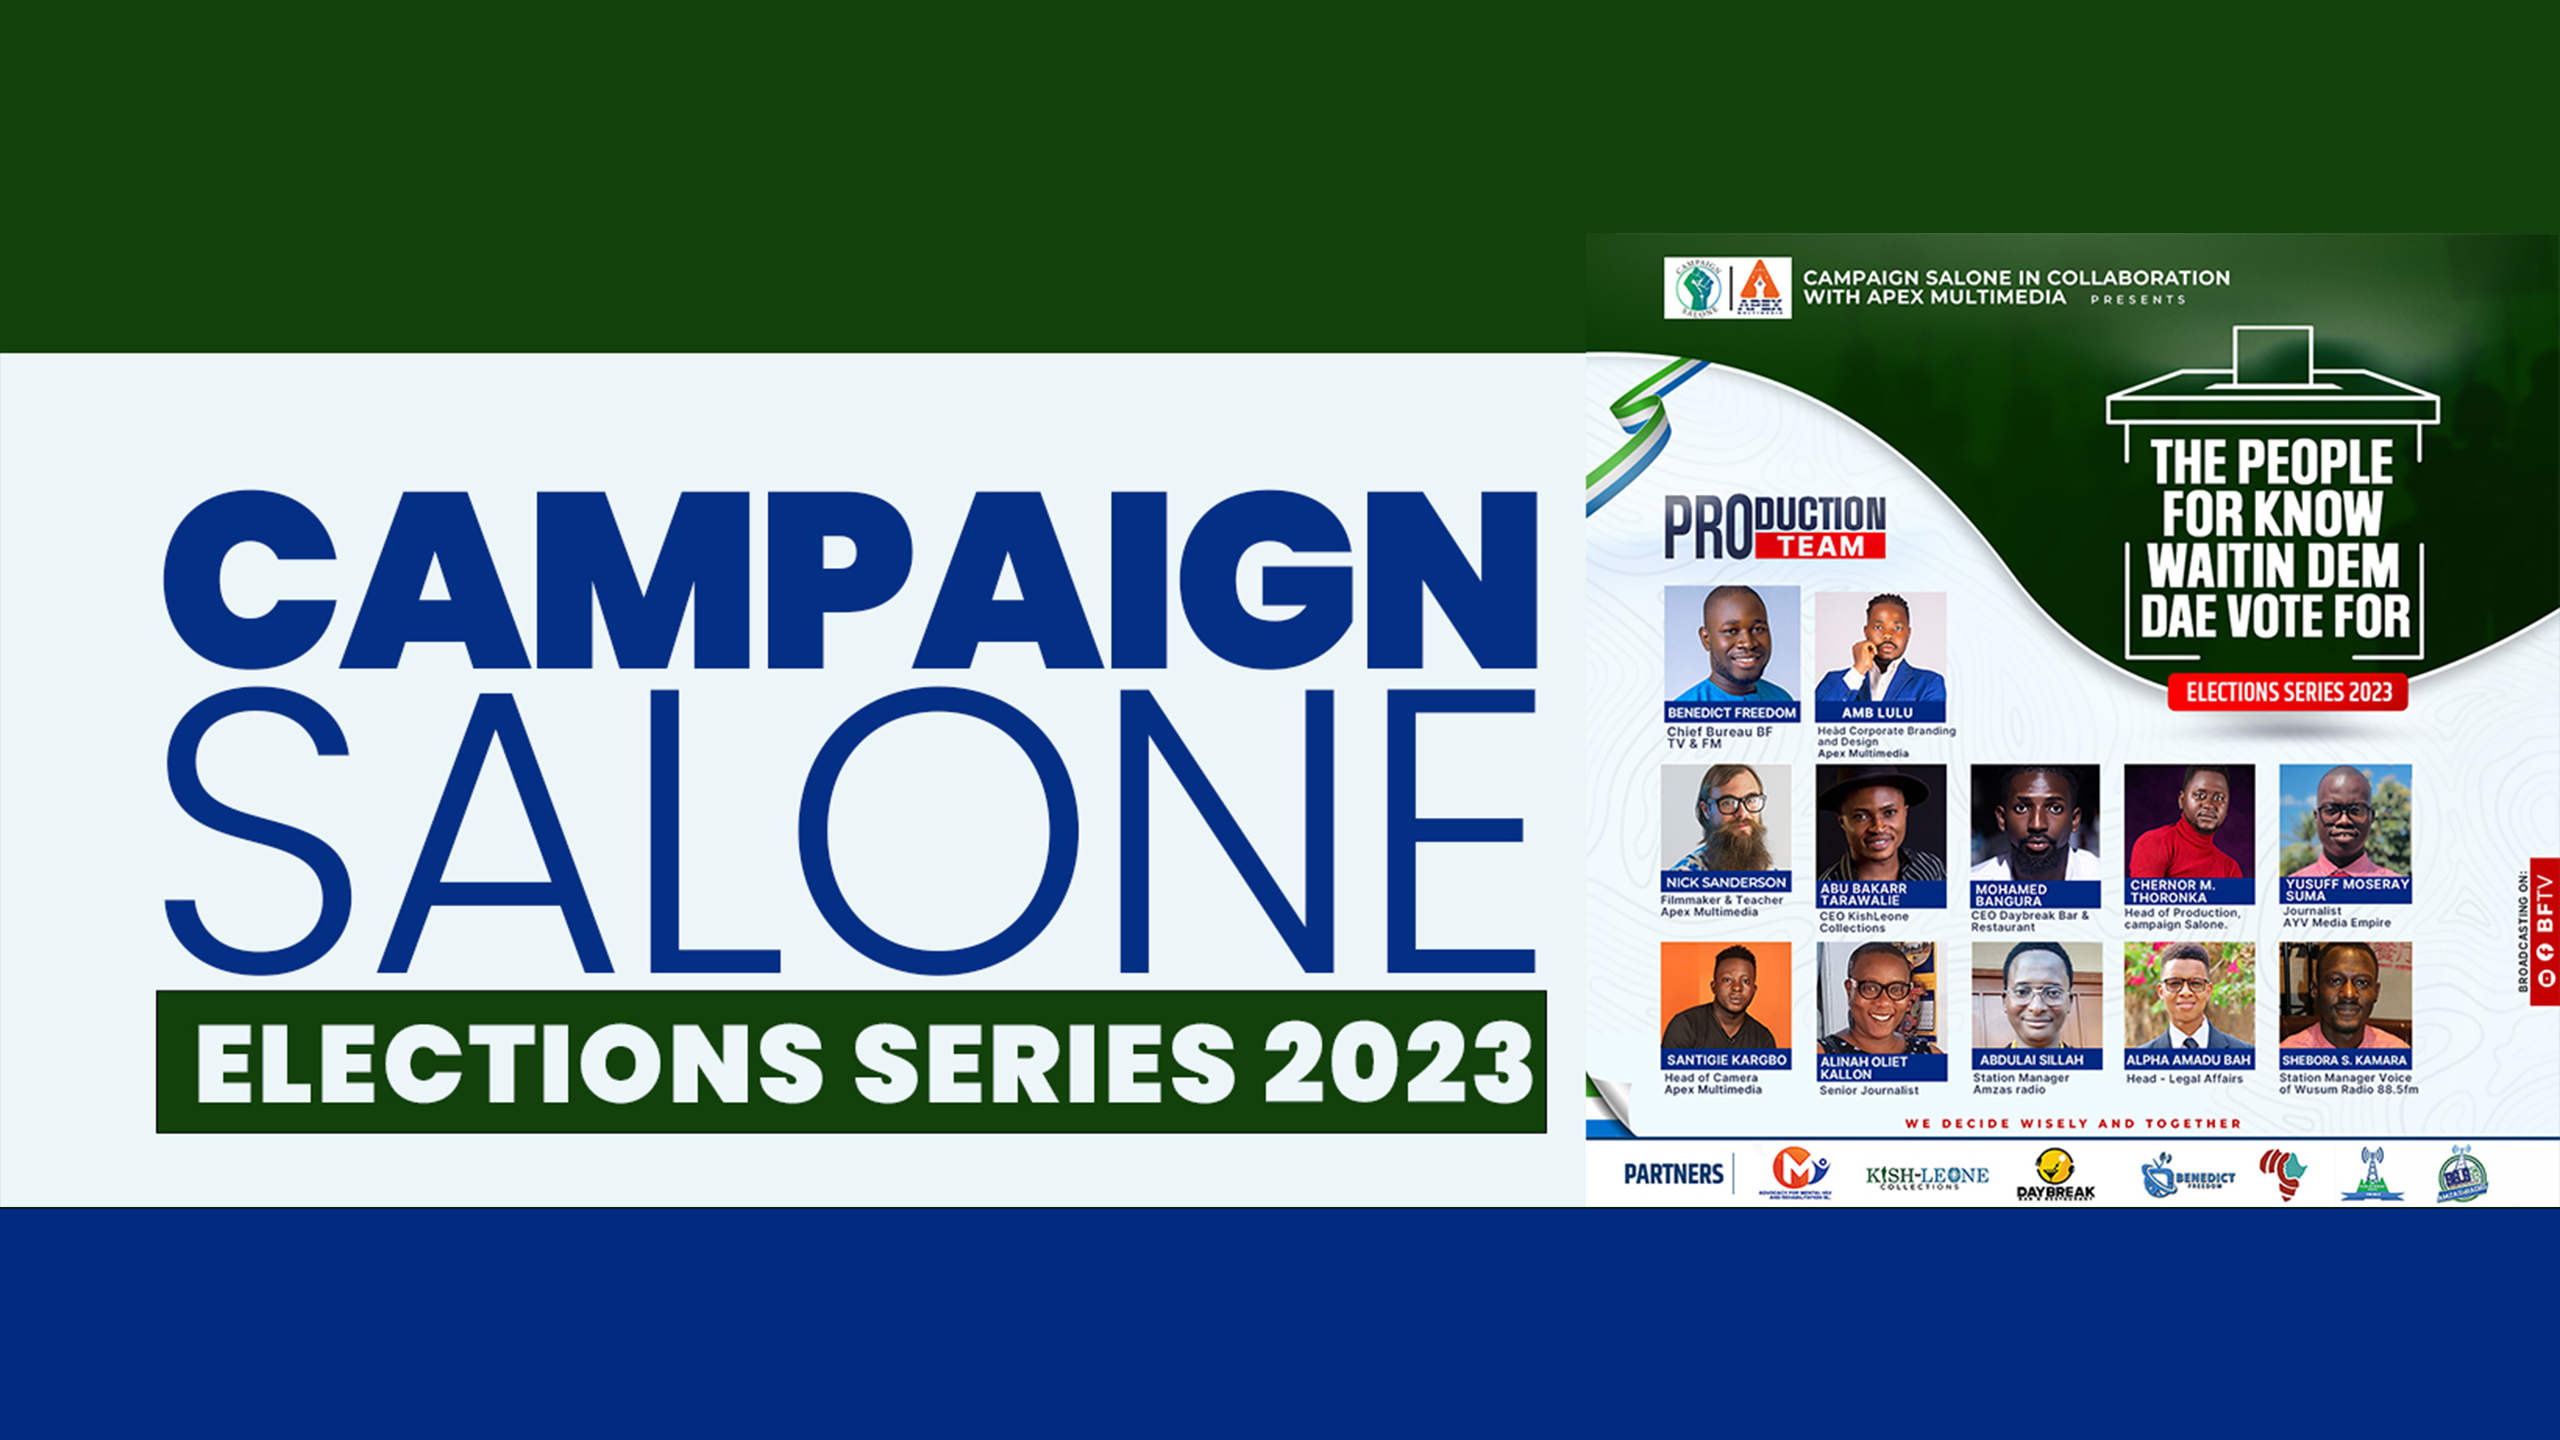 CAMPAIGN
SALONE
ELECTIONS SERIES 2023
CAMPAIGN
SALONE
APEX
MULTIMEDIA
CAMPAIGN SALONE IN COLLABORATION
WITH APEX MULTIMEDIA PRESENTS
THE PEOPLE
FOR KNOW
WAITIN DEM
DAE VOTE FOR
ELECTIONS SERIES 2023
PRODUCTION
TEAM
BENEDICT FREEDOM
Chief Bureau BF
TV & FM
AMB LULU
Head Corporate Branding
and Design
Apex Multimedia
NICK SANDERSON
Filmmaker & Teacher
Apex Multimedia
ABU BAKARR
TARAWALIE
CEO KishLeone
Collections
MOHAMED
BANGURA
CEO Daybreak Bar &
Restaurant
CHERNOR M.
THORONKA
Head of Production,
campaign Salone.
YUSUFF MOSERAY
SUMA
Journalist
AYV Media Empire
SANTIGIE KARGBO
Head of Camera
Apex Multimedia
ALINAH OLIET
KALLON
Senior Journalist
ABDULAI SILLAH
Station Manager
Amzas radio
ALPHA AMADU BAH
Head - Legal Affairs
SHEBORA S. KAMARA
Station Manager Voice
of Wusum Radio 88.5fm
BROADCASTING ON:
BFTV
WE DECIDE WISELY AND TOGETHER
PARTNERS
KISH-LEONE
COLLECTIONS
DAYBREAK
BAR & RESTAURANT
BENEDICT
FREEDOM